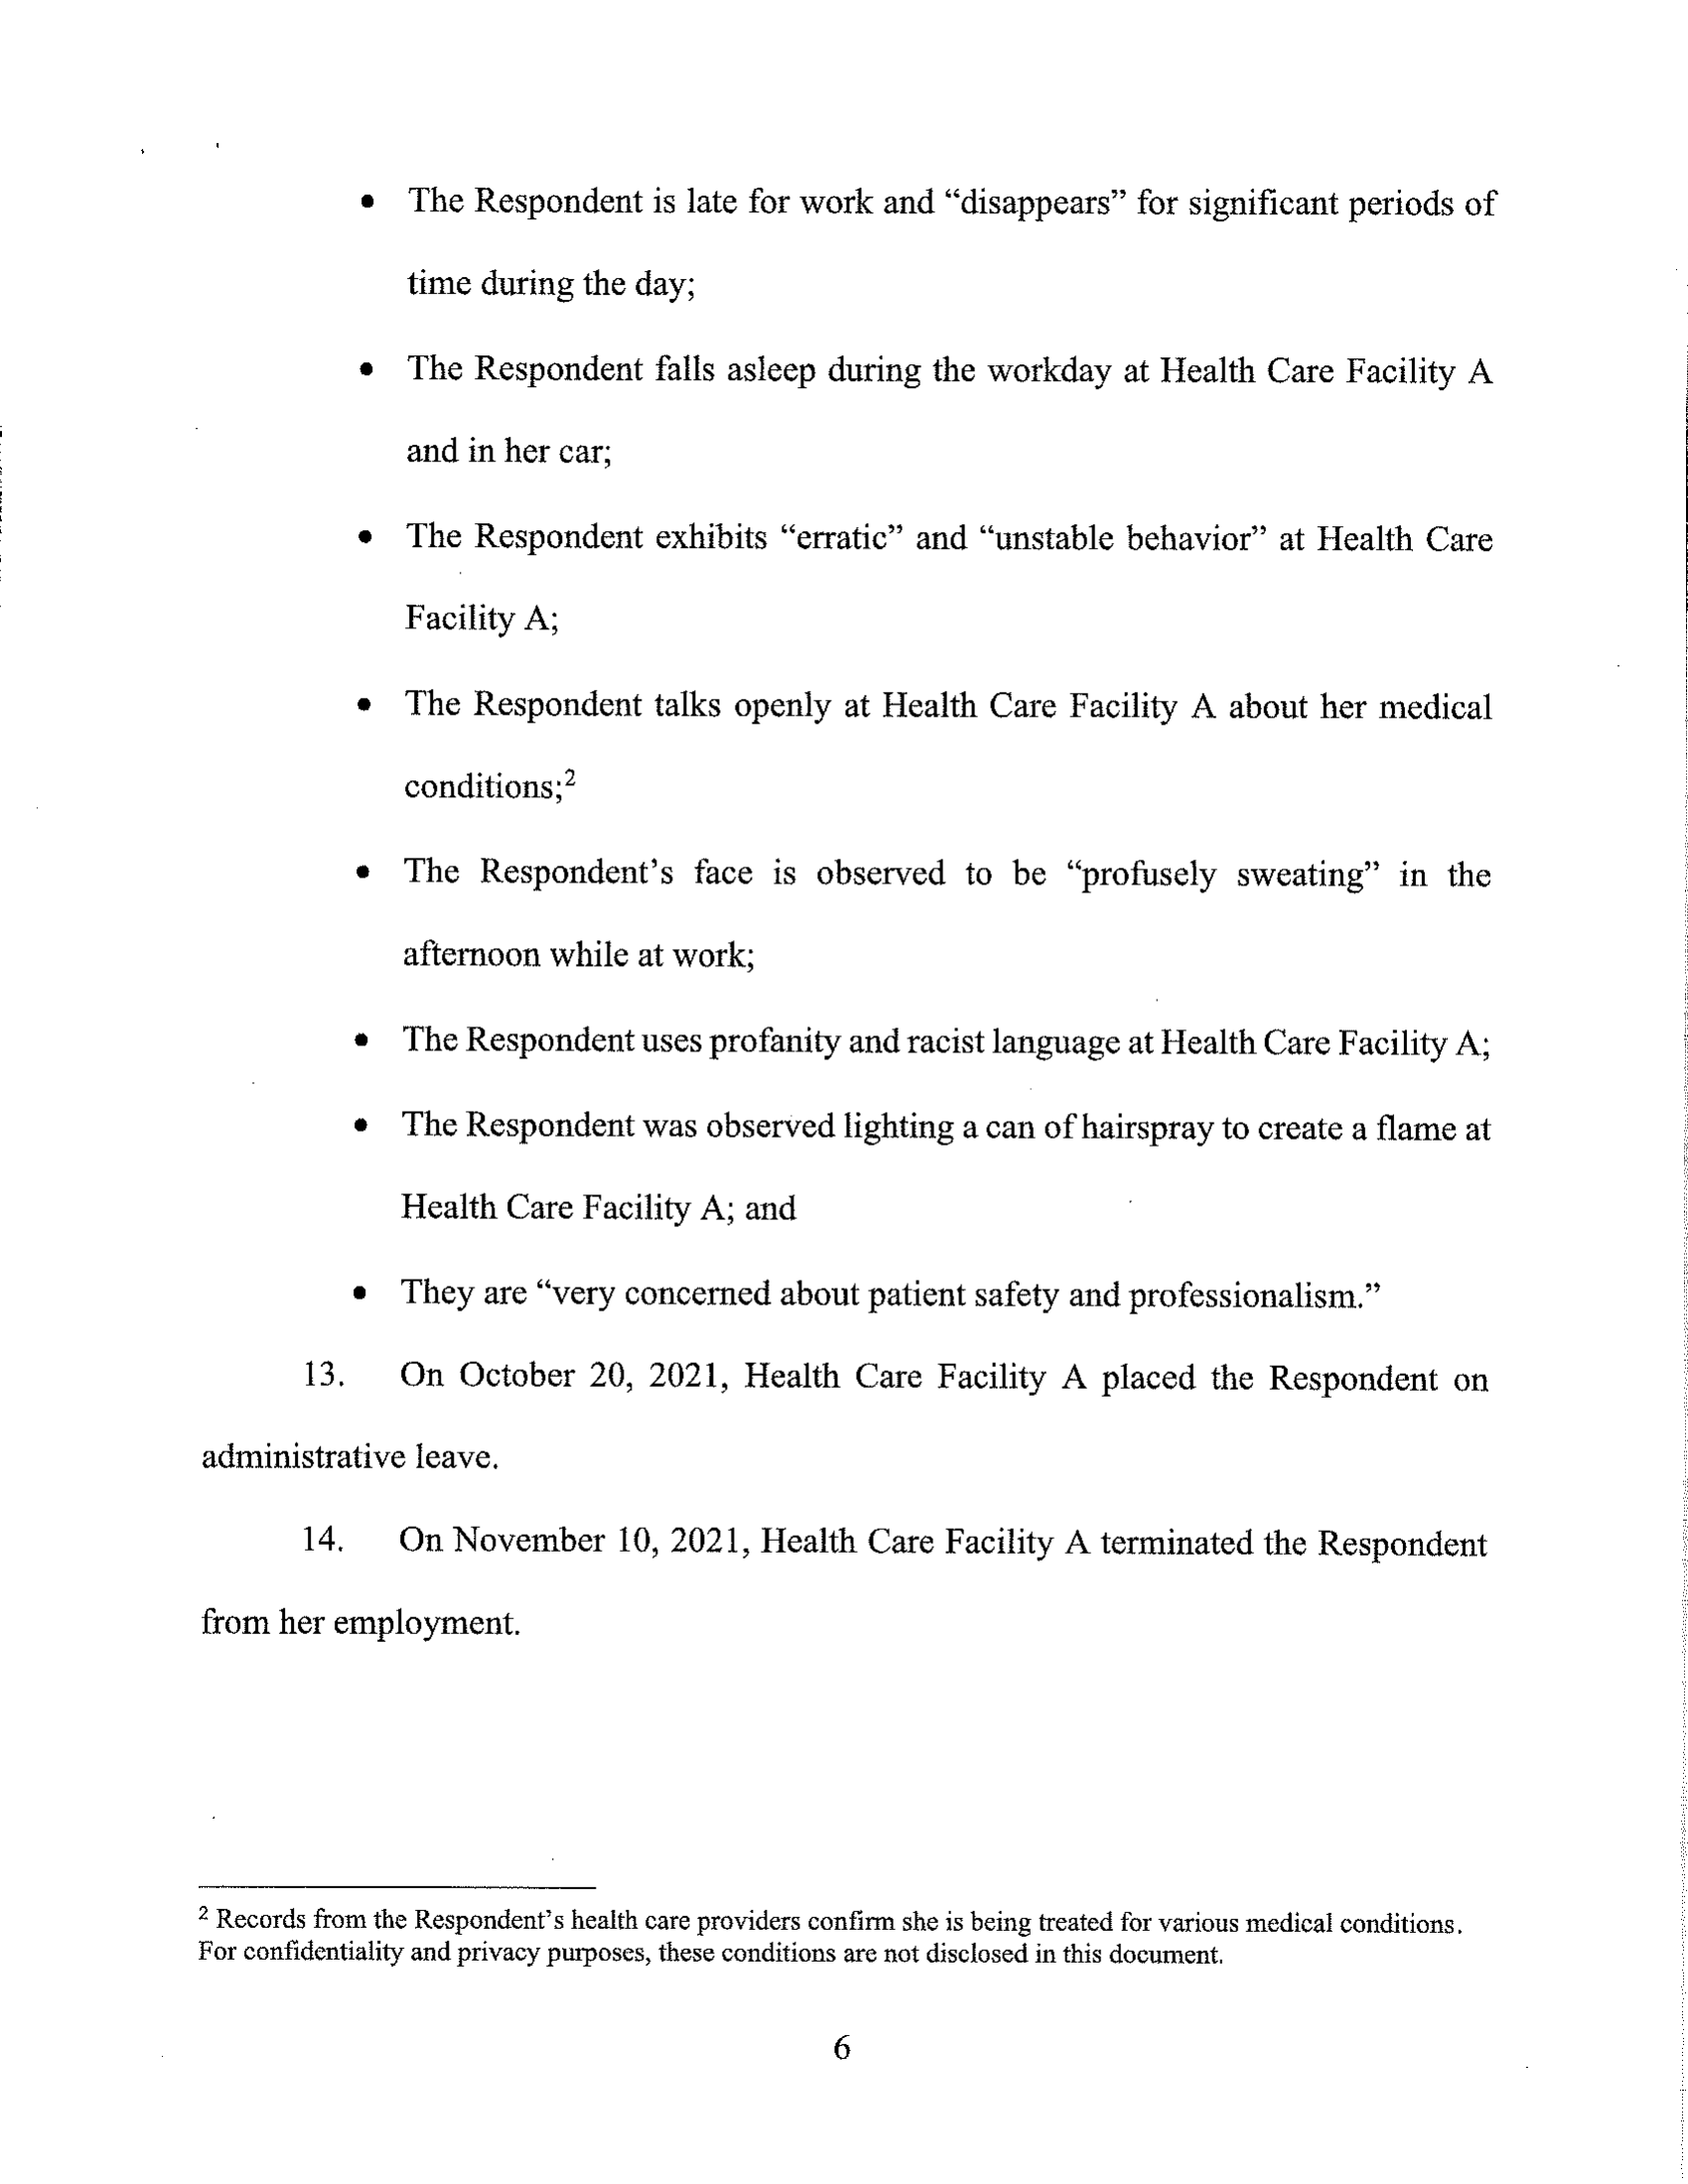 • The Respondent is late for work and “disappears” for significant periods of
time during the day;
• The Respondent falls asleep during the workday at Health Care Facility A
and in her car;
• The Respondent exhibits “erratic” and “unstable behavior” at Health Care
Facility A;
• The Respondent talks openly at Health Care Facility A about her medical
conditions;²
• The Respondent’s face is observed to be “profusely sweating” in the
afternoon while at work;
• The Respondent uses profanity and racist language at Health Care Facility A;
• The Respondent was observed lighting a can of hairspray to create a flame at
Health Care Facility A; and
• They are “very concerned about patient safety and professionalism.”
13. On October 20, 2021, Health Care Facility A placed the Respondent on
administrative leave.
14. On November 10, 2021, Health Care Facility A terminated the Respondent
from her employment.
² Records from the Respondent’s health care providers confirm she is being treated for various medical conditions.
For confidentiality and privacy purposes, these conditions are not disclosed in this document.
6